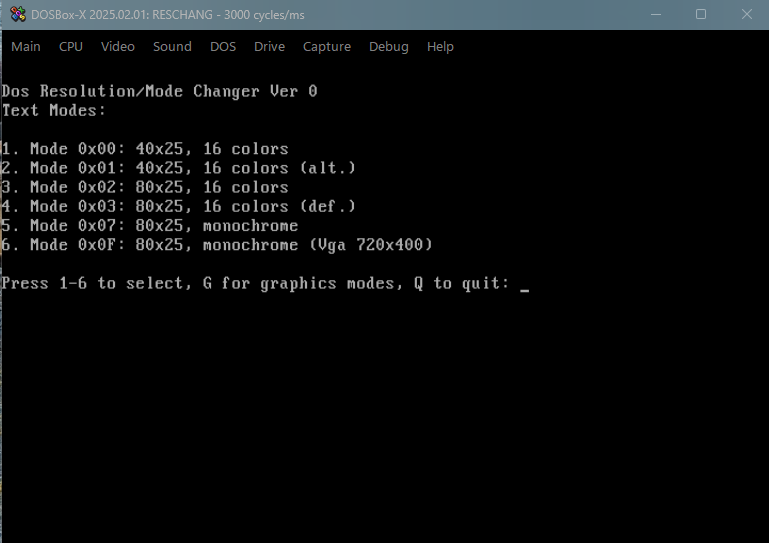 DOSBox-X 2025.02.01: RESCHANG - 3000 cycles/ms
Main CPU Video Sound DOS Drive Capture Debug Help
Dos Resolution/Mode Changer Ver 0
Text Modes:
1. Mode 0x00: 40x25, 16 colors
2. Mode 0x01: 40x25, 16 colors (alt.)
3. Mode 0x02: 80x25, 16 colors
4. Mode 0x03: 80x25, 16 colors (def.)
5. Mode 0x07: 80x25, monochrome
6. Mode 0x0F: 80x25, monochrome (Vga 720x400)
Press 1-6 to select, G for graphics modes, Q to quit: _